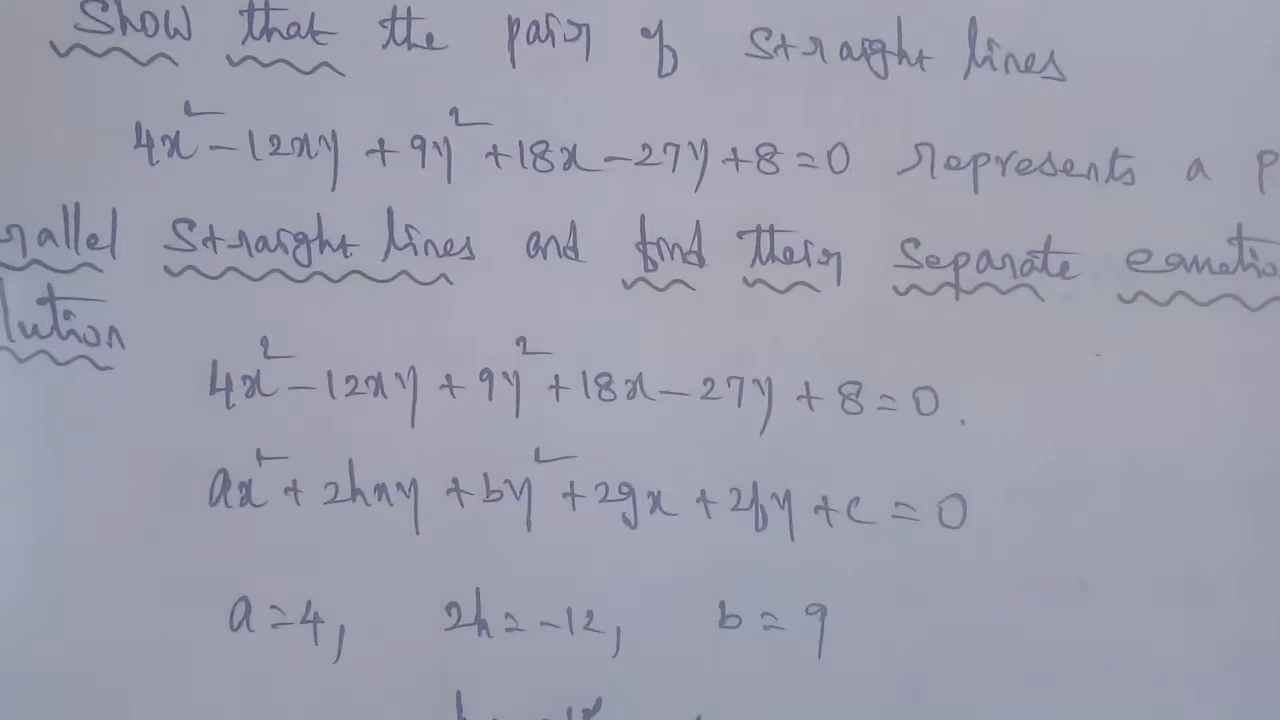 Show that the pair of Straight lines
4x² - 12xy + 9y² + 18x - 27y + 8 = 0 represents a p
rallel Straight lines and find their Separate equatio
lution
4x² - 12xy + 9y² + 18x - 27y + 8 = 0.
ax² + 2hxy + by² + 2gx + 2fy + c = 0
a = 4, 2h = -12, b = 9